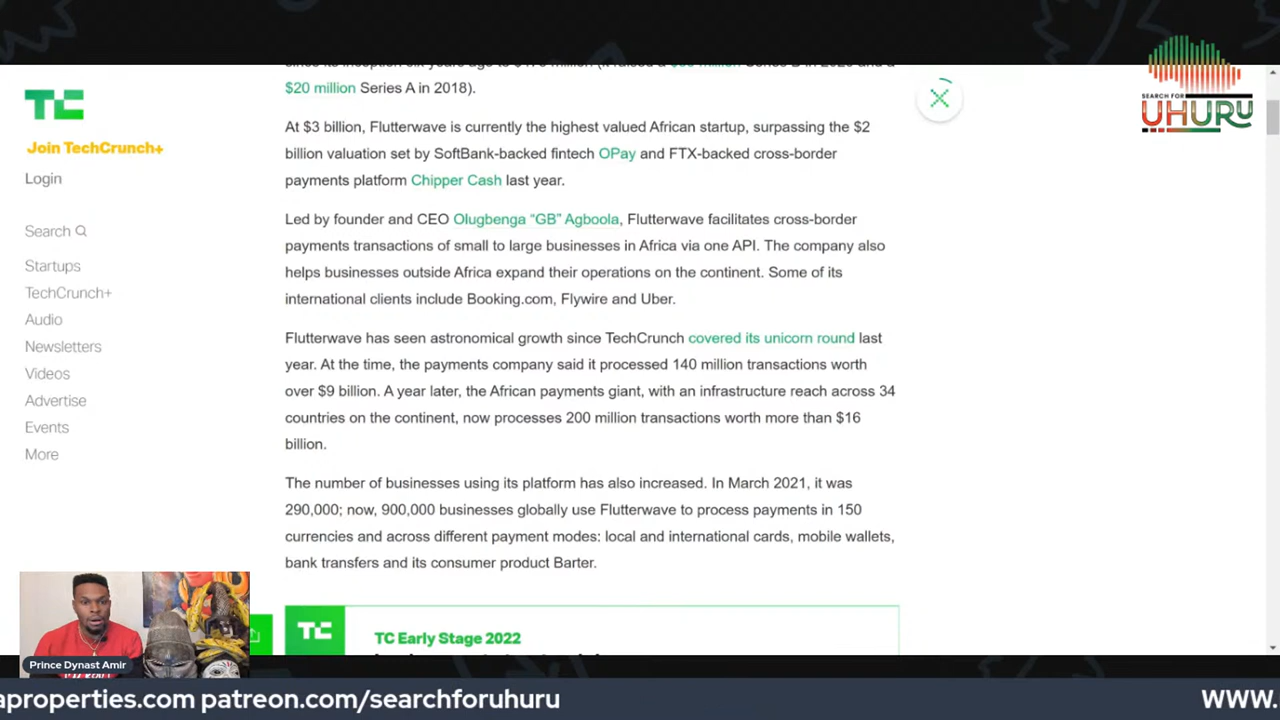 $20 million Series A in 2018).
SEARCH FOR
UHURU
TC
Join TechCrunch+
Login
Search
Startups
TechCrunch+
Audio
Newsletters
Videos
Advertise
Events
More
At $3 billion, Flutterwave is currently the highest valued African startup, surpassing the $2
billion valuation set by SoftBank-backed fintech OPay and FTX-backed cross-border
payments platform Chipper Cash last year.
Led by founder and CEO Olugbenga “GB” Agboola, Flutterwave facilitates cross-border
payments transactions of small to large businesses in Africa via one API. The company also
helps businesses outside Africa expand their operations on the continent. Some of its
international clients include Booking.com, Flywire and Uber.
Flutterwave has seen astronomical growth since TechCrunch covered its unicorn round last
year. At the time, the payments company said it processed 140 million transactions worth
over $9 billion. A year later, the African payments giant, with an infrastructure reach across 34
countries on the continent, now processes 200 million transactions worth more than $16
billion.
The number of businesses using its platform has also increased. In March 2021, it was
290,000; now, 900,000 businesses globally use Flutterwave to process payments in 150
currencies and across different payment modes: local and international cards, mobile wallets,
bank transfers and its consumer product Barter.
TC
TC Early Stage 2022
Prince Dynast Amir
aproperties.com patreon.com/searchforuhuru
WWW.